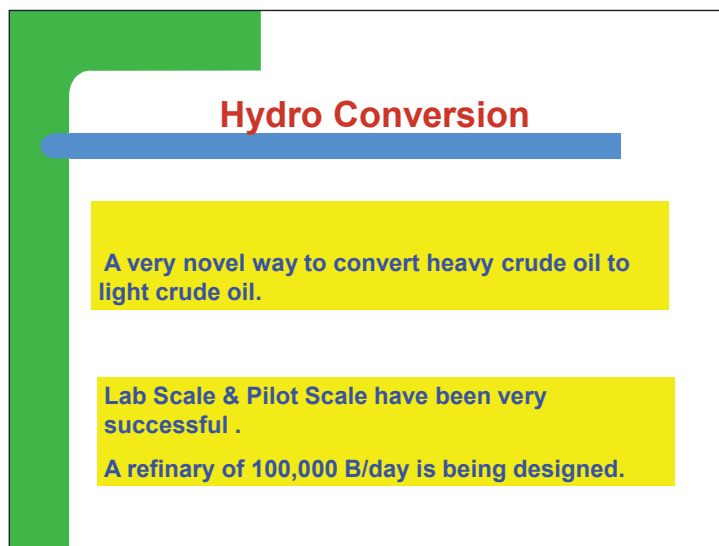 Hydro Conversion
A very novel way to convert heavy crude oil to
light crude oil.
Lab Scale & Pilot Scale have been very
successful .
A refinary of 100,000 B/day is being designed.